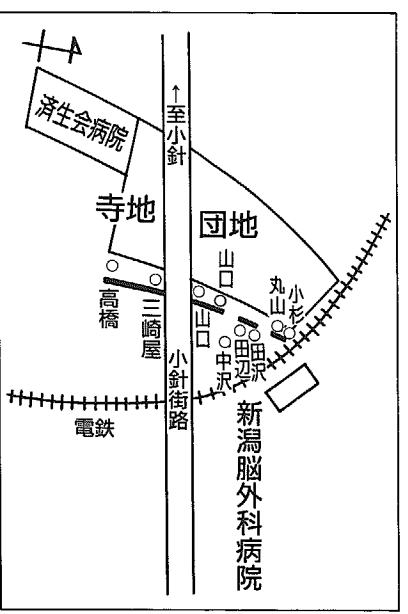 済生会病院
↑至小針
寺地
団地
山口
丸山
小杉
高橋
三崎屋
山口
中沢
田辺
田沢
小針街路
電鉄
新潟脳外科病院